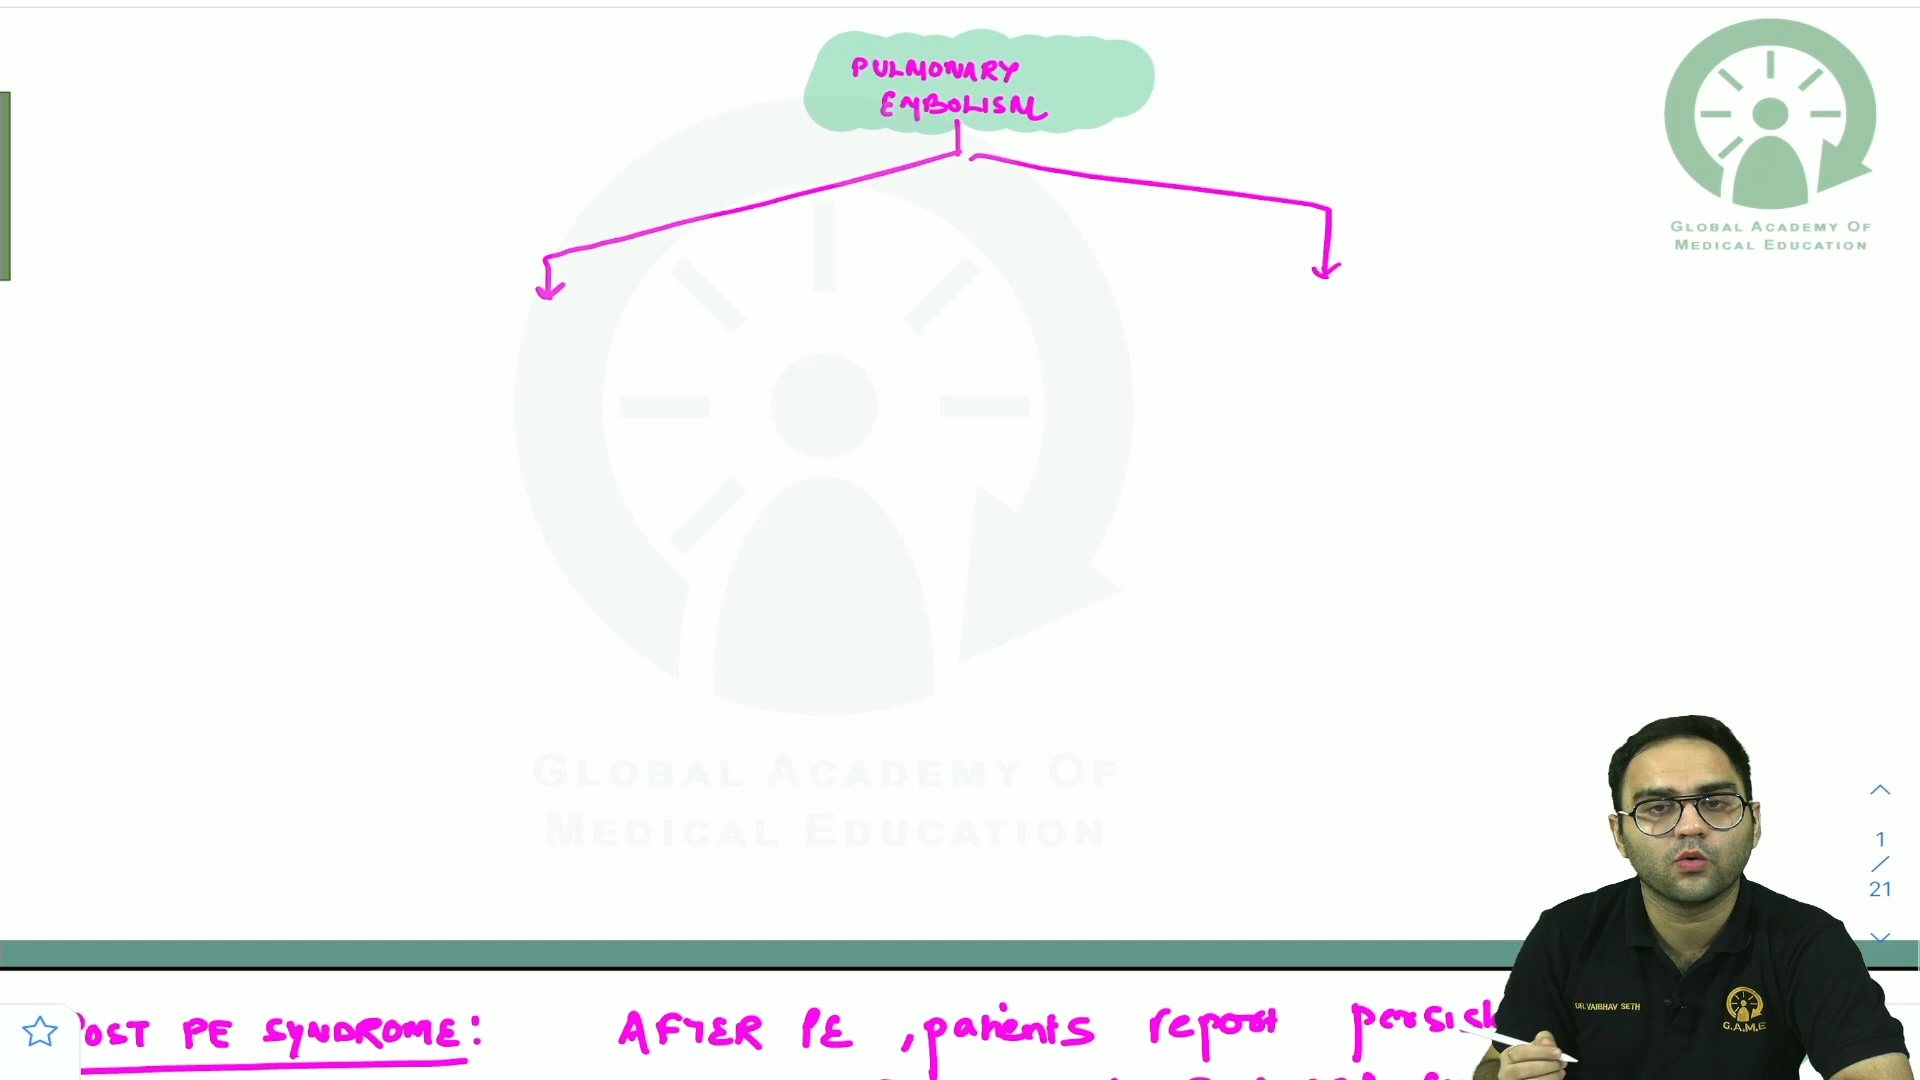 PULMONARY
EMBOLISM
GLOBAL ACADEMY OF
MEDICAL EDUCATION
GLOBAL ACADEMY OF
MEDICAL EDUCATION
1
/
21
DR.VAIBHAV SETH
G.A.M.E
POST PE SYNDROME: AFTER PE, patients report